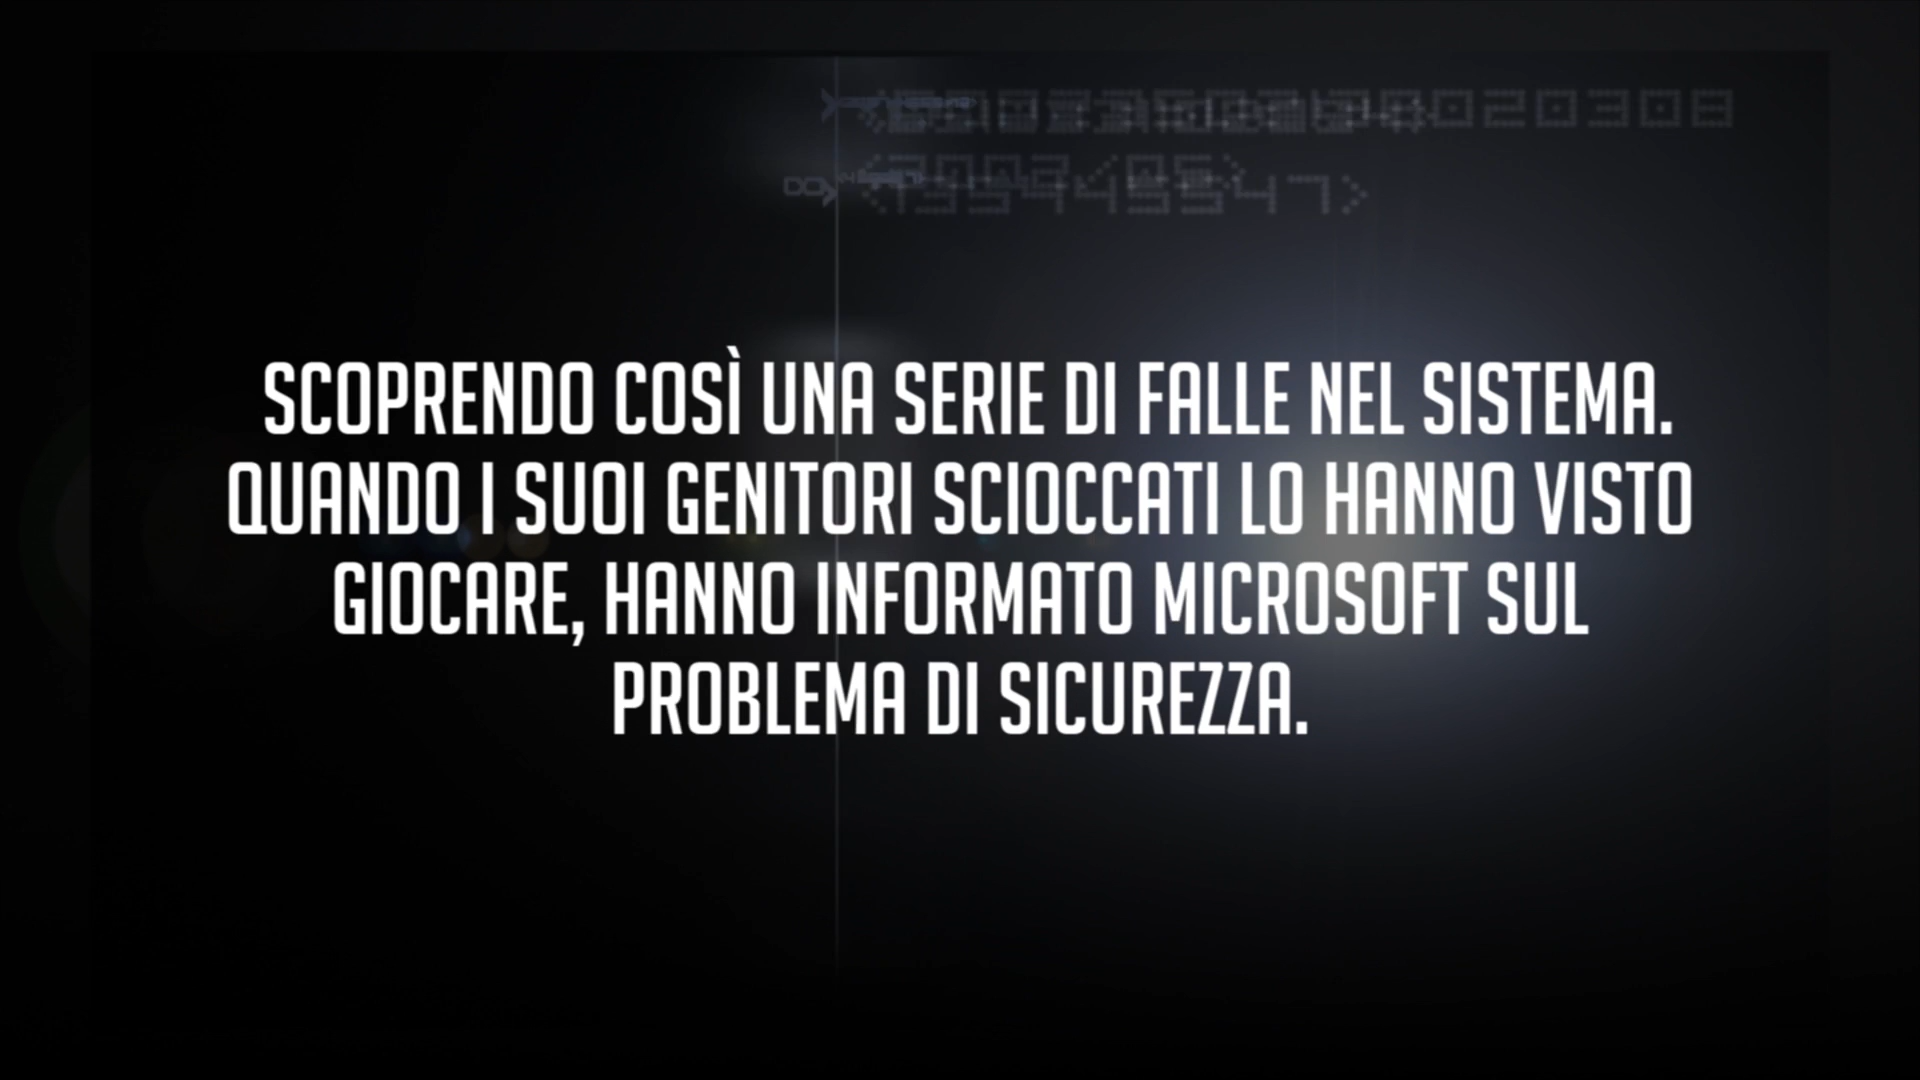 SCOPRENDO COSÌ UNA SERIE DI FALLE NEL SISTEMA.
QUANDO I SUOI GENITORI SCIOCCATI LO HANNO VISTO
GIOCARE, HANNO INFORMATO MICROSOFT SUL
PROBLEMA DI SICUREZZA.